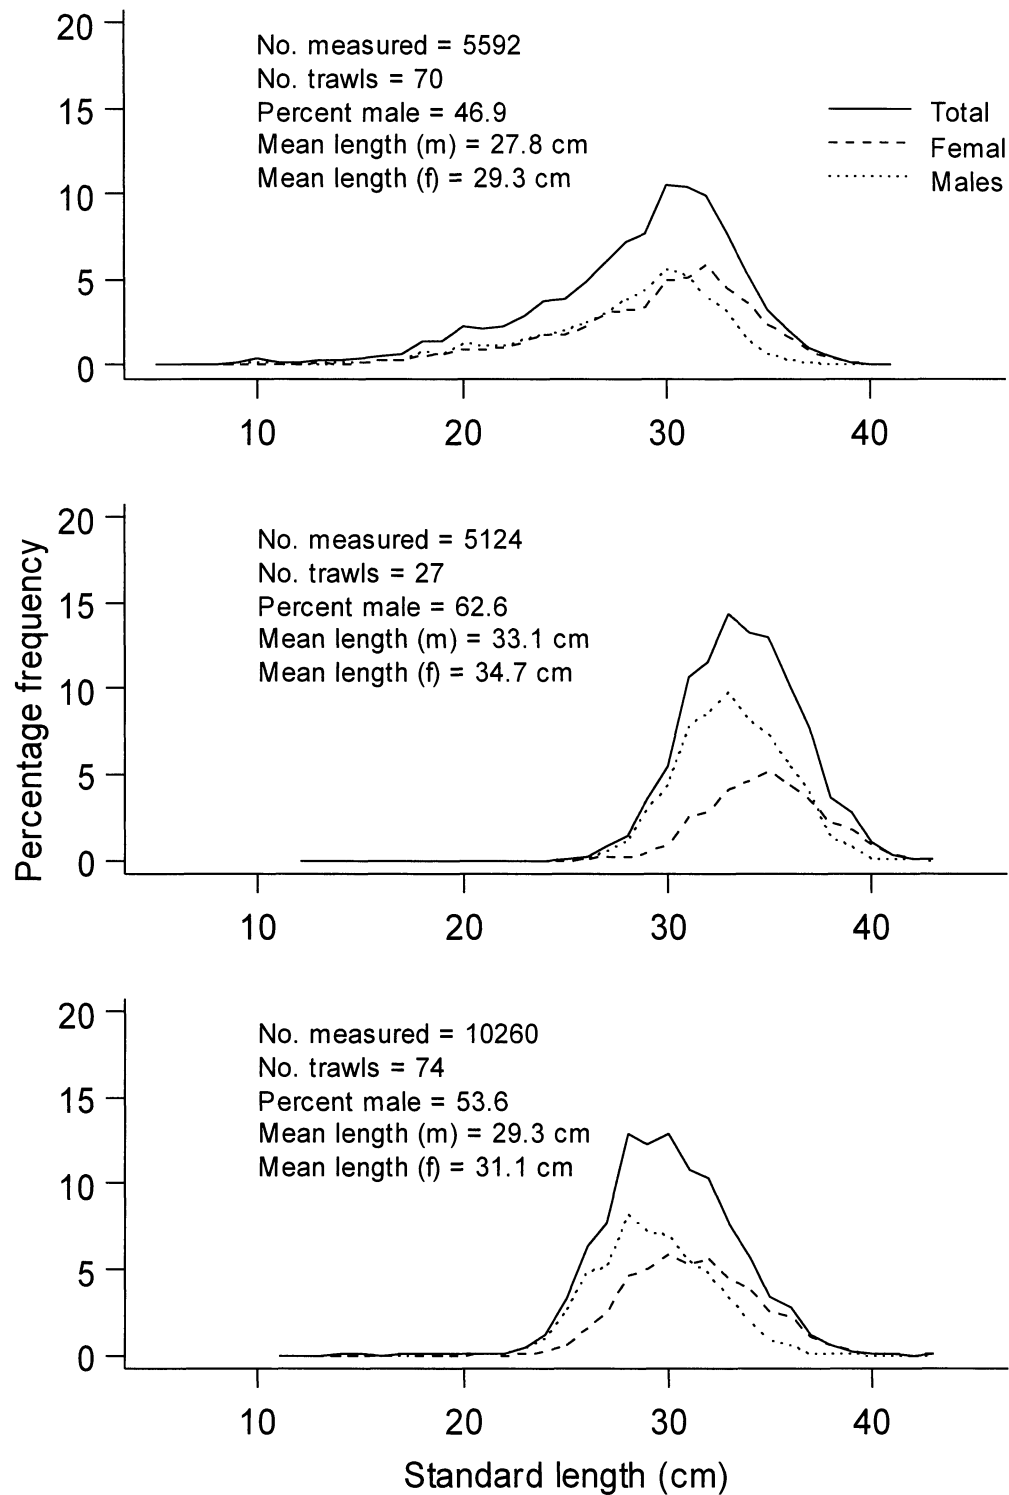 20
15
10
5
0
No. measured = 5592
No. trawls = 70
Percent male = 46.9
Mean length (m) = 27.8 cm
Mean length (f) = 29.3 cm
Total
Femal
Males
10 20 30 40
Percentage frequency
20
15
10
5
0
No. measured = 5124
No. trawls = 27
Percent male = 62.6
Mean length (m) = 33.1 cm
Mean length (f) = 34.7 cm
10 20 30 40
20
15
10
5
0
No. measured = 10260
No. trawls = 74
Percent male = 53.6
Mean length (m) = 29.3 cm
Mean length (f) = 31.1 cm
10 20 30 40
Standard length (cm)